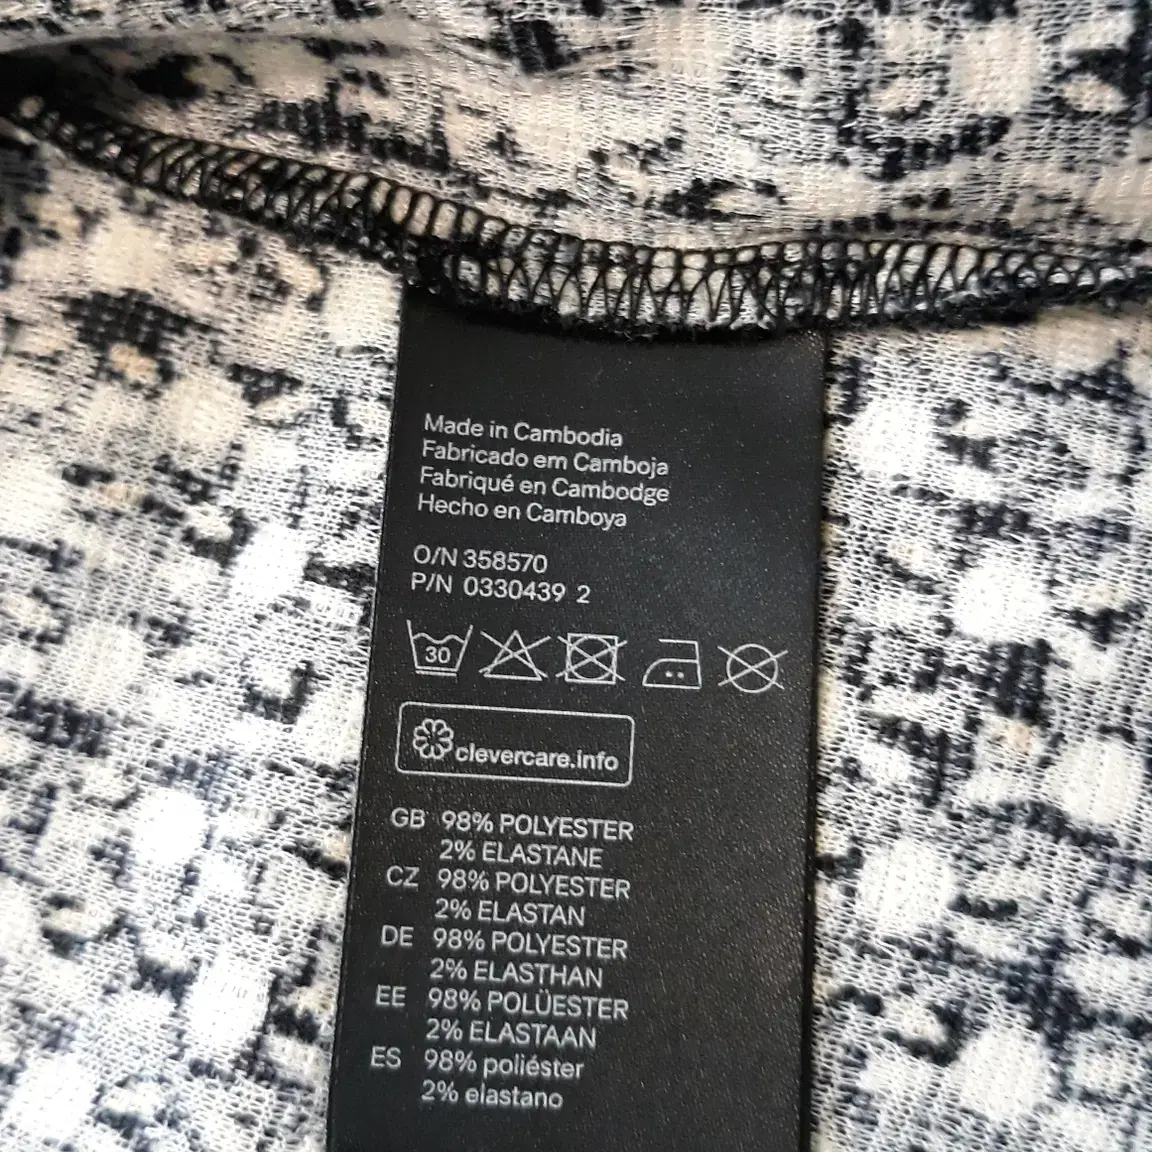 Made in Cambodia
Fabricado em Camboja
Fabriqué en Cambodge
Hecho en Camboya
O/N 358570
P/N 0330439 2
30
clevercare.info
GB 98% POLYESTER
2% ELASTANE
CZ 98% POLYESTER
2% ELASTAN
DE 98% POLYESTER
2% ELASTHAN
EE 98% POLÜESTER
2% ELASTAAN
ES 98% poliéster
2% elastano